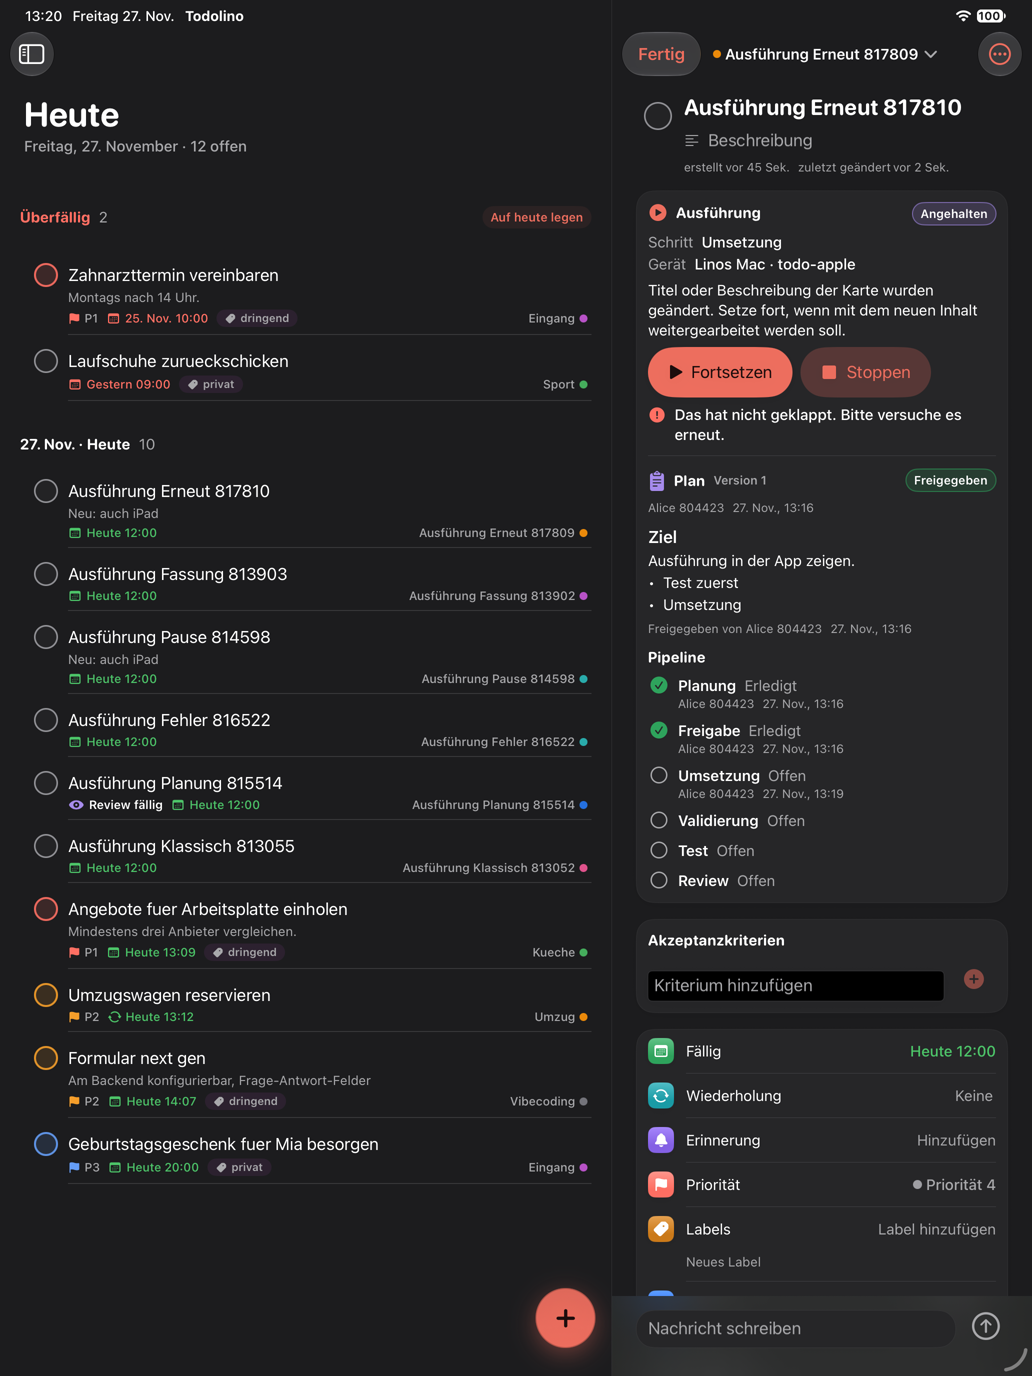 13:20 Freitag 27. Nov. Todolino
100
Heute
Freitag, 27. November · 12 offen
Überfällig 2
Auf heute legen
Zahnarzttermin vereinbaren
Montags nach 14 Uhr.
P1 25. Nov. 10:00 dringend Eingang
Laufschuhe zurueckschicken
Gestern 09:00 privat Sport
27. Nov. · Heute 10
Ausführung Erneut 817810
Neu: auch iPad
Heute 12:00 Ausführung Erneut 817809
Ausführung Fassung 813903
Heute 12:00 Ausführung Fassung 813902
Ausführung Pause 814598
Neu: auch iPad
Heute 12:00 Ausführung Pause 814598
Ausführung Fehler 816522
Heute 12:00 Ausführung Fehler 816522
Ausführung Planung 815514
Review fällig Heute 12:00 Ausführung Planung 815514
Ausführung Klassisch 813055
Heute 12:00 Ausführung Klassisch 813052
Angebote fuer Arbeitsplatte einholen
Mindestens drei Anbieter vergleichen.
P1 Heute 13:09 dringend Kueche
Umzugswagen reservieren
P2 Heute 13:12 Umzug
Formular next gen
Am Backend konfigurierbar, Frage-Antwort-Felder
P2 Heute 14:07 dringend Vibecoding
Geburtstagsgeschenk fuer Mia besorgen
P3 Heute 20:00 privat Eingang
Fertig
Ausführung Erneut 817809
Ausführung Erneut 817810
Beschreibung
erstellt vor 45 Sek. zuletzt geändert vor 2 Sek.
Ausführung
Angehalten
Schritt Umsetzung
Gerät Linos Mac · todo-apple
Titel oder Beschreibung der Karte wurden
geändert. Setze fort, wenn mit dem neuen Inhalt
weitergearbeitet werden soll.
Fortsetzen
Stoppen
Das hat nicht geklappt. Bitte versuche es
erneut.
Plan Version 1
Freigegeben
Alice 804423 27. Nov., 13:16
Ziel
Ausführung in der App zeigen.
• Test zuerst
• Umsetzung
Freigegeben von Alice 804423 27. Nov., 13:16
Pipeline
Planung Erledigt
Alice 804423 27. Nov., 13:16
Freigabe Erledigt
Alice 804423 27. Nov., 13:16
Umsetzung Offen
Alice 804423 27. Nov., 13:19
Validierung Offen
Test Offen
Review Offen
Akzeptanzkriterien
Kriterium hinzufügen
Fällig Heute 12:00
Wiederholung Keine
Erinnerung Hinzufügen
Priorität Priorität 4
Labels Label hinzufügen
Neues Label
Nachricht schreiben